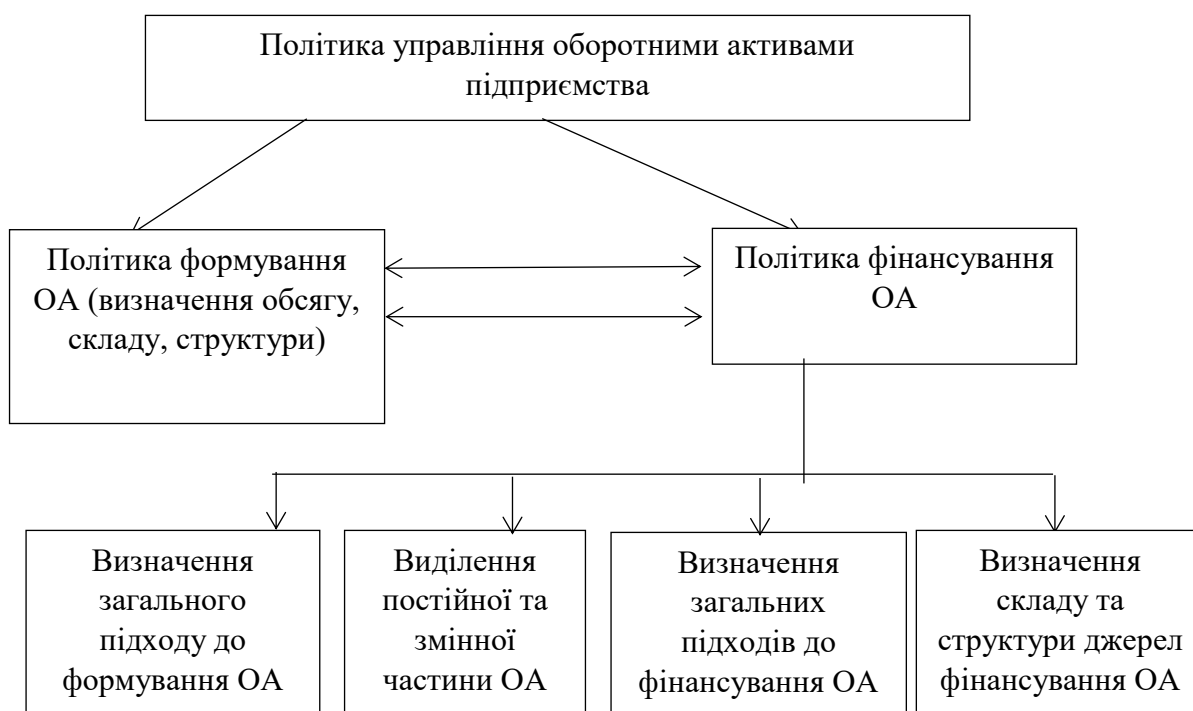 Політика управління оборотними активами
підприємства
Політика формування
ОА (визначення обсягу,
складу, структури)
Політика фінансування
ОА
Визначення
загального
підходу до
формування ОА
Виділення
постійної та
змінної
частини ОА
Визначення
загальних
підходів до
фінансування ОА
Визначення
складу та
структури джерел
фінансування ОА